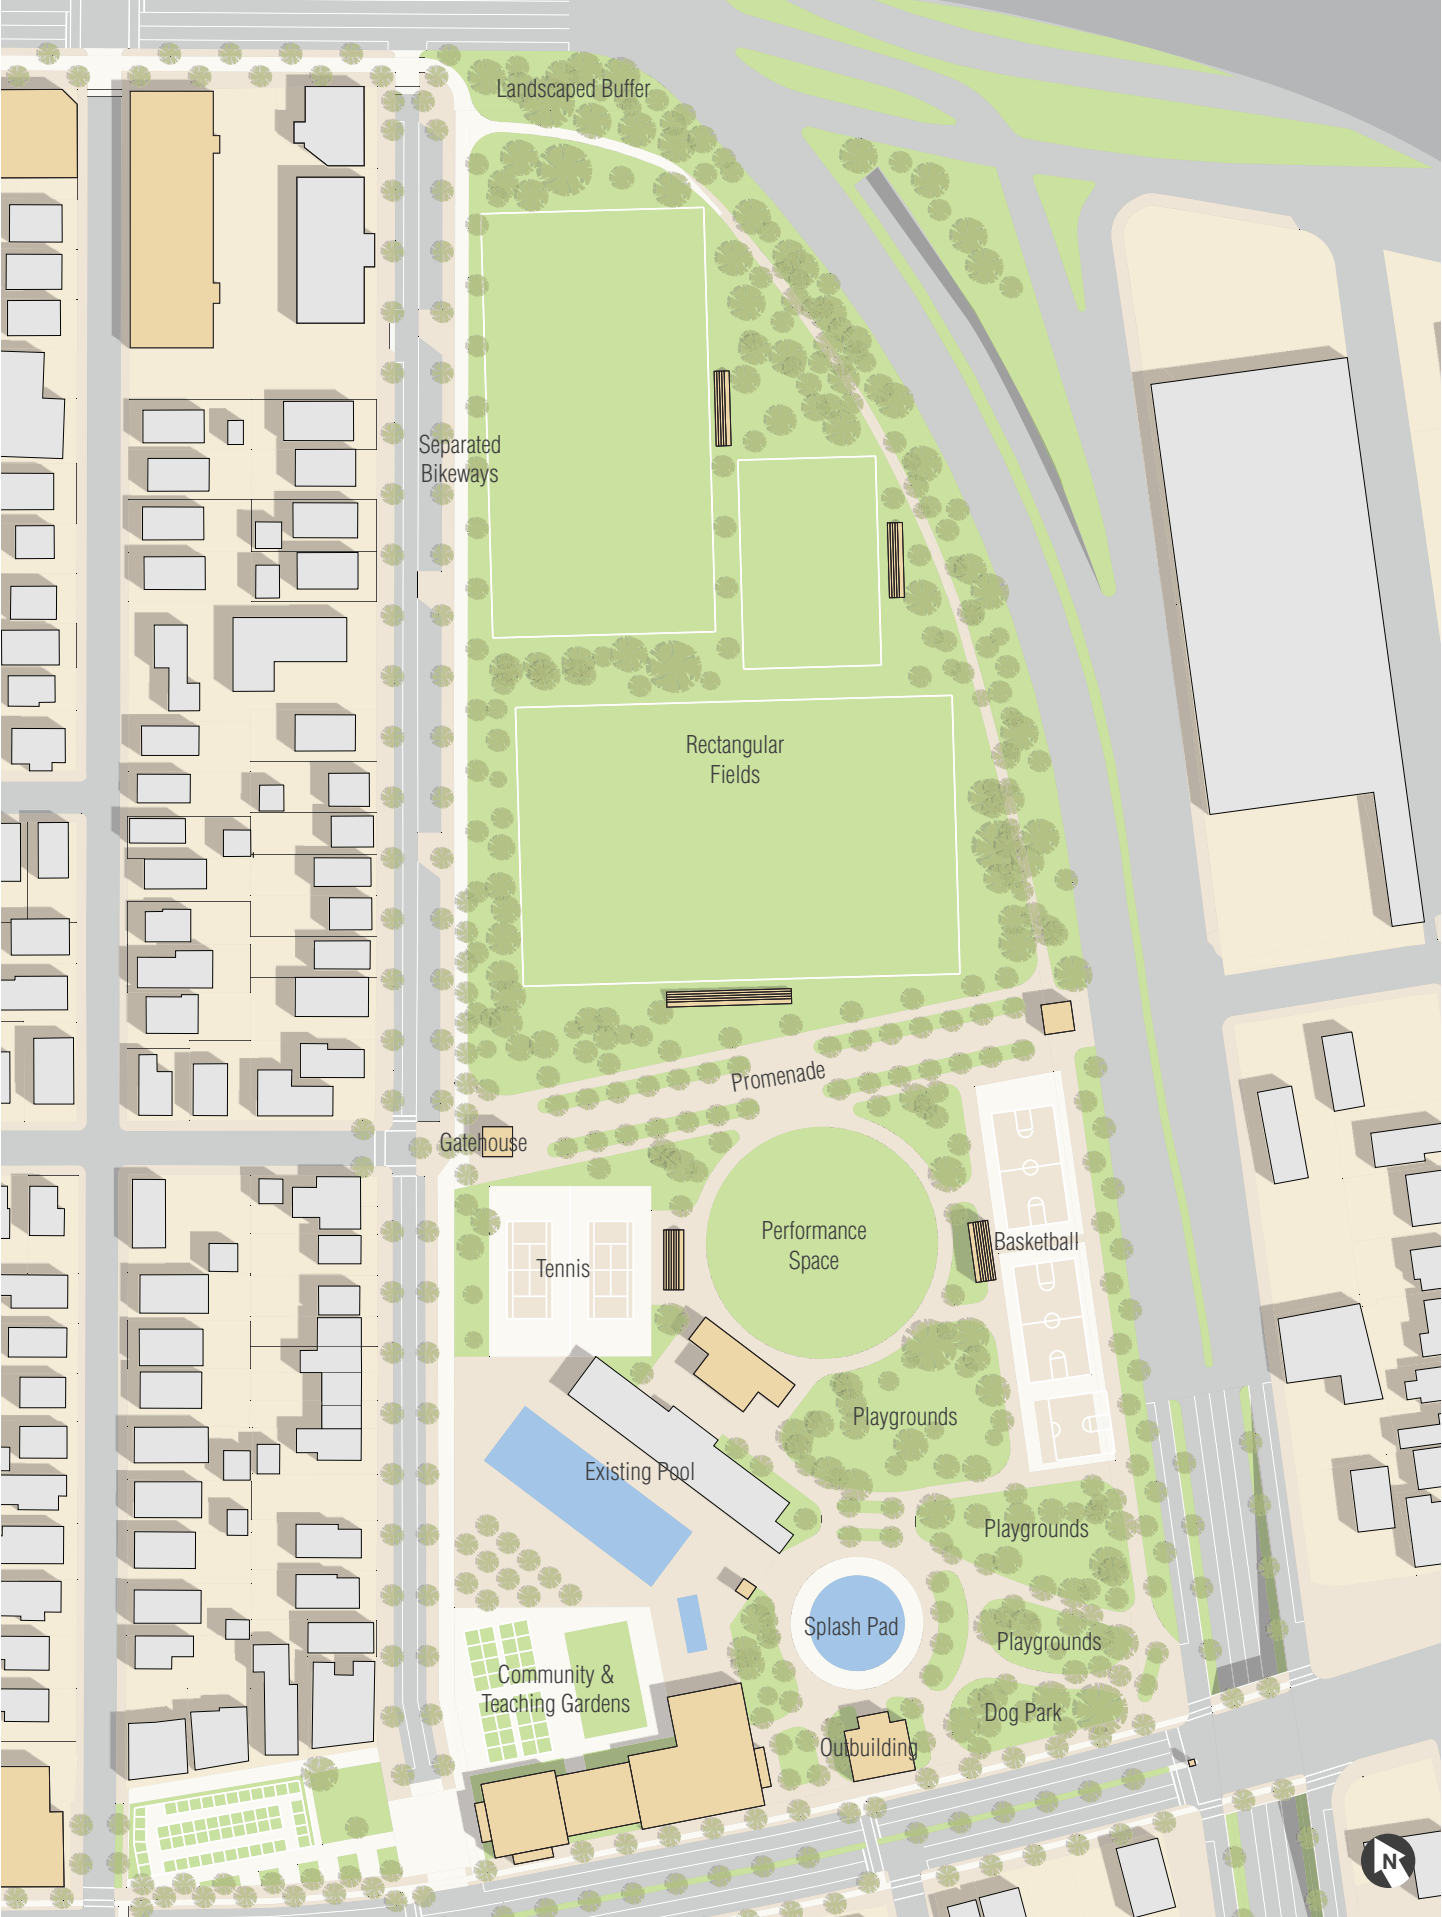 Landscaped Buffer
Separated
Bikeways
Rectangular
Fields
Promenade
Gatehouse
Performance
Space
Basketball
Tennis
Playgrounds
Existing Pool
Playgrounds
Splash Pad
Playgrounds
Community &
Teaching Gardens
Dog Park
Outbuilding
N